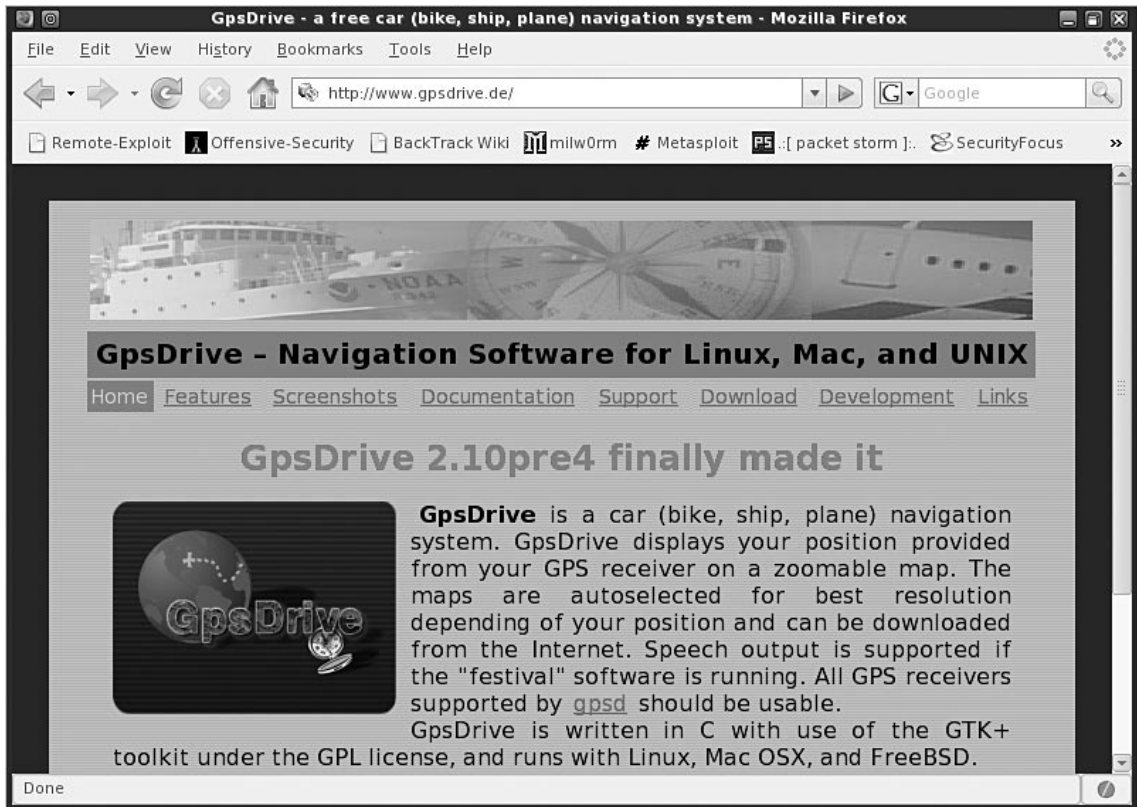 GpsDrive - a free car (bike, ship, plane) navigation system - Mozilla Firefox
File Edit View History Bookmarks Tools Help
http://www.gpsdrive.de/ G Google
Remote-Exploit Offensive-Security BackTrack Wiki milw0rm # Metasploit PS .:[ packet storm ]:. SecurityFocus »
NOAA
GpsDrive – Navigation Software for Linux, Mac, and UNIX
Home Features Screenshots Documentation Support Download Development Links
GpsDrive 2.10pre4 finally made it
GpsDrive
GpsDrive is a car (bike, ship, plane) navigation
system. GpsDrive displays your position provided
from your GPS receiver on a zoomable map. The
maps are autoselected for best resolution
depending of your position and can be downloaded
from the Internet. Speech output is supported if
the "festival" software is running. All GPS receivers
supported by gpsd should be usable.
GpsDrive is written in C with use of the GTK+
toolkit under the GPL license, and runs with Linux, Mac OSX, and FreeBSD.
Done